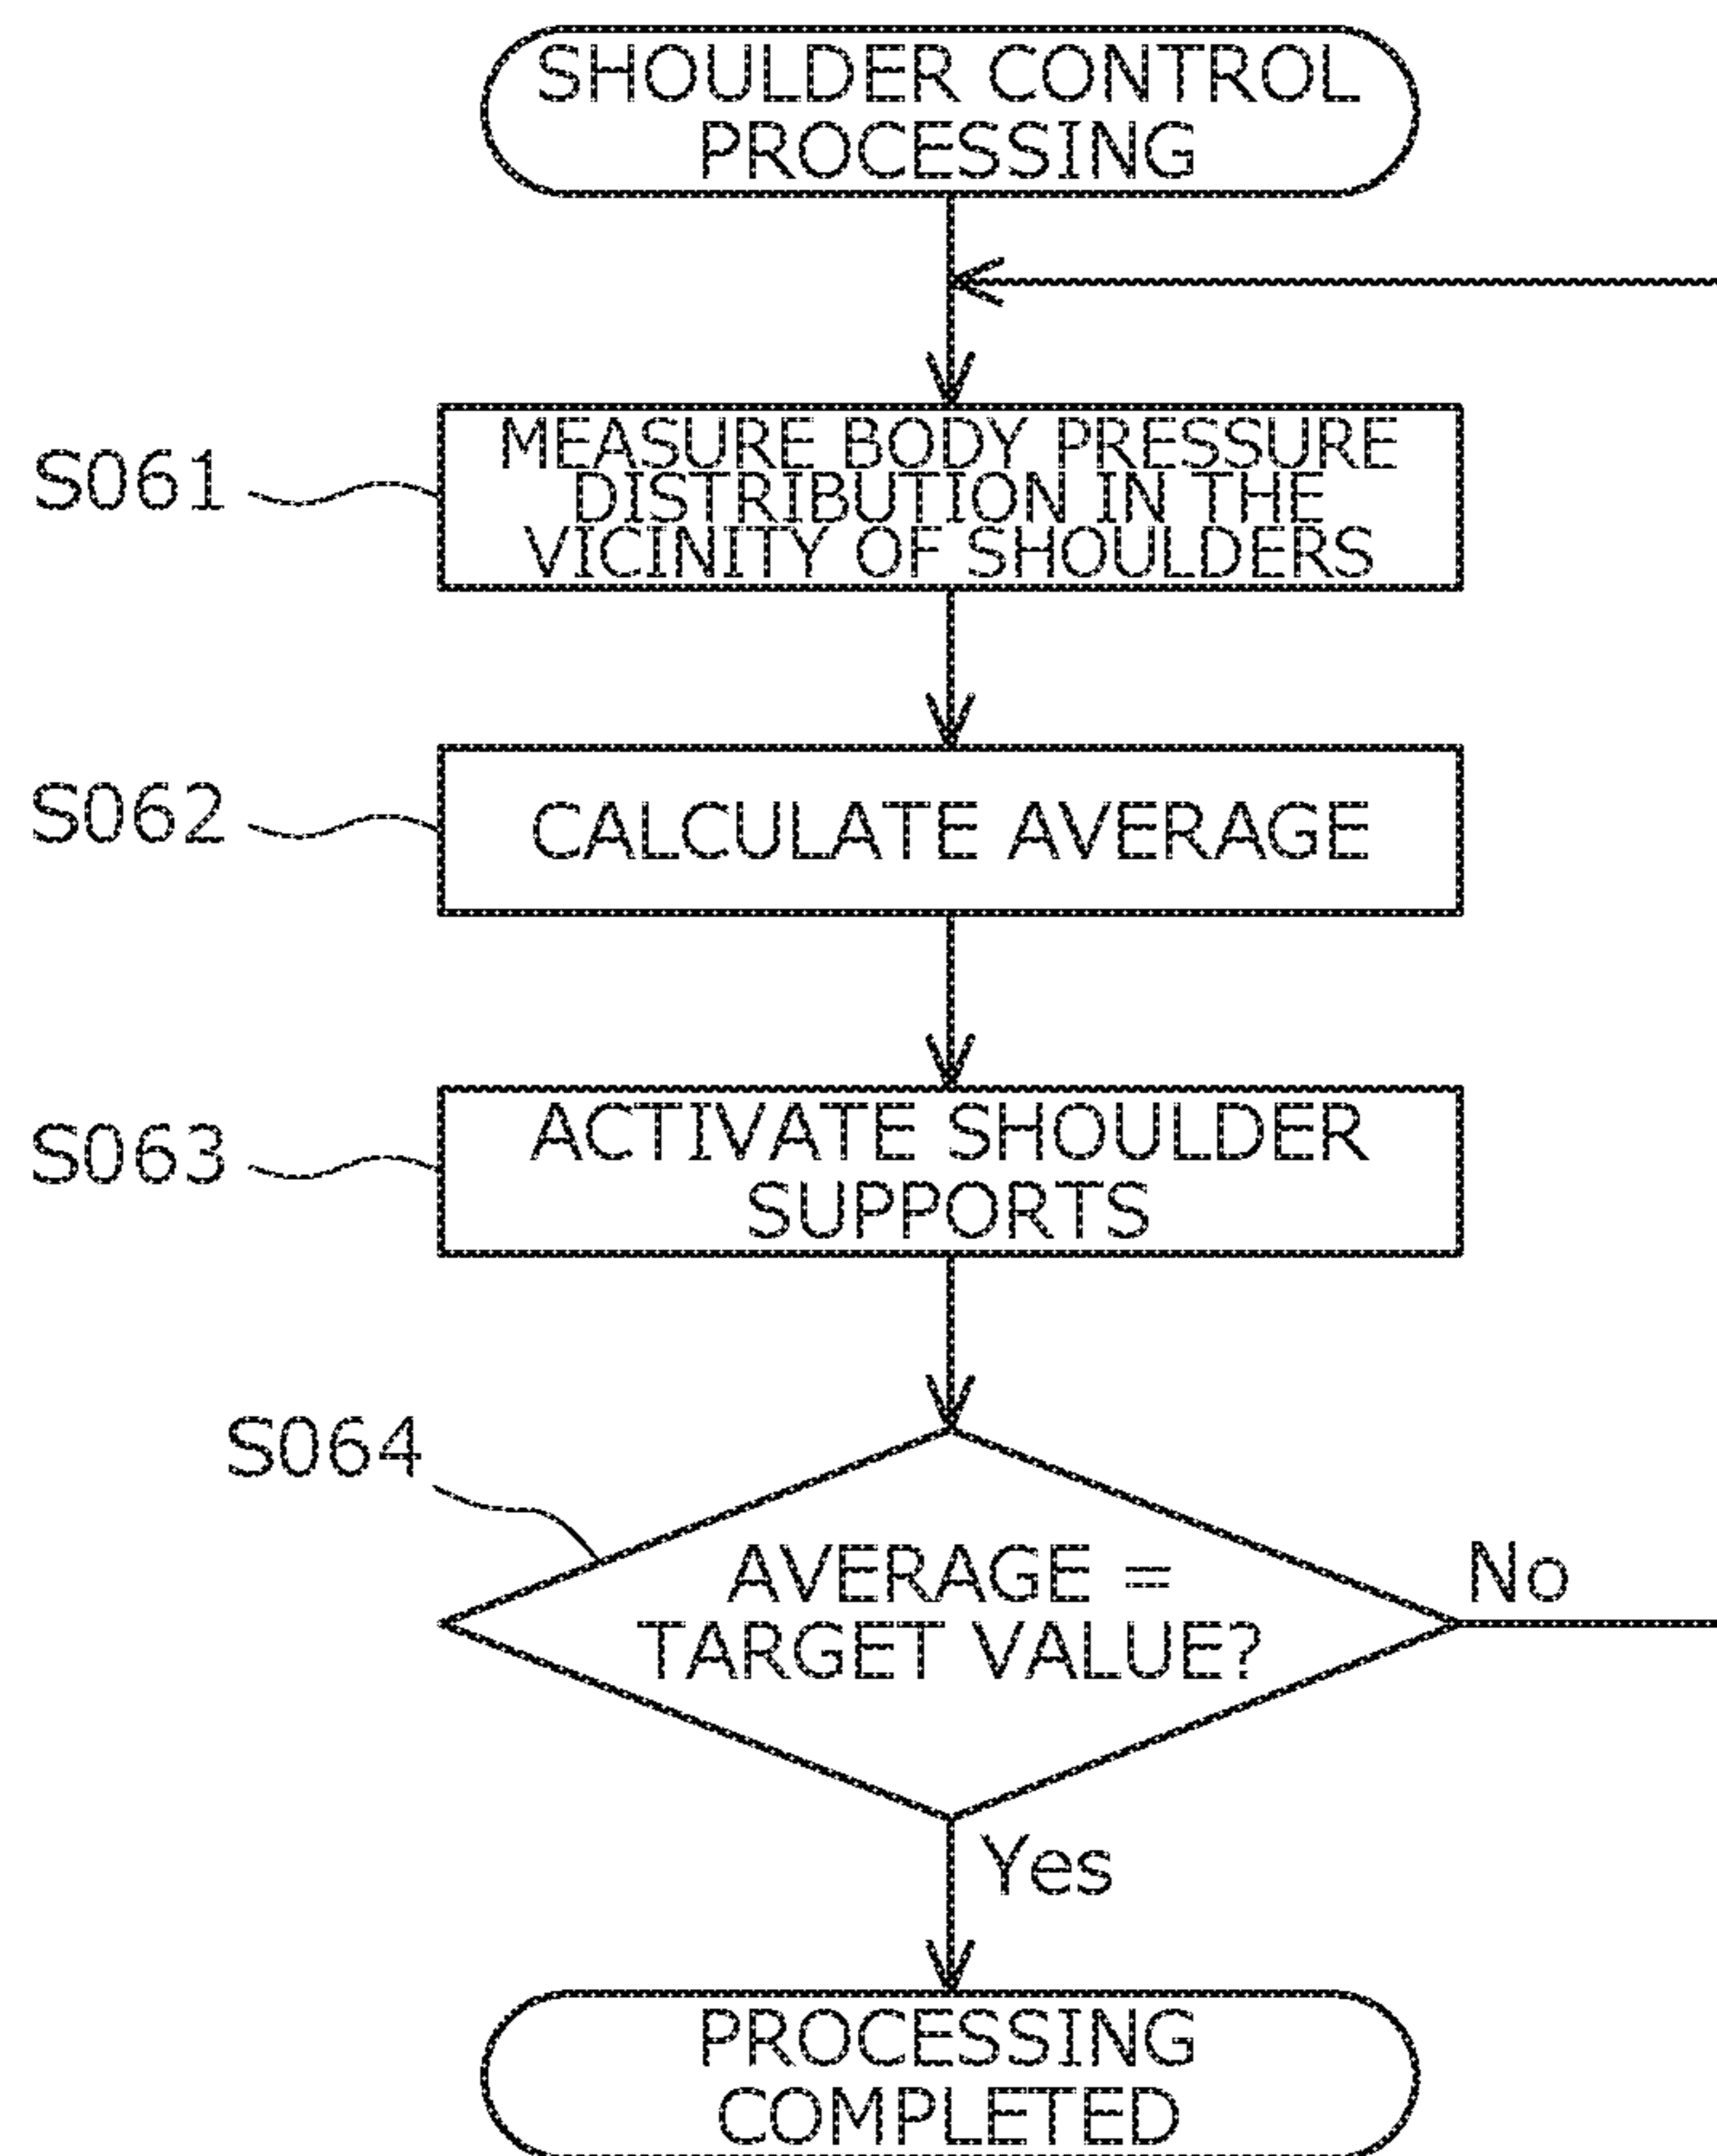 SHOULDER CONTROL
PROCESSING
S061
MEASURE BODY PRESSURE
DISTRIBUTION IN THE
VICINITY OF SHOULDERS
S062
CALCULATE AVERAGE
S063
ACTIVATE SHOULDER
SUPPORTS
S064
AVERAGE =
TARGET VALUE?
No
Yes
PROCESSING
COMPLETED